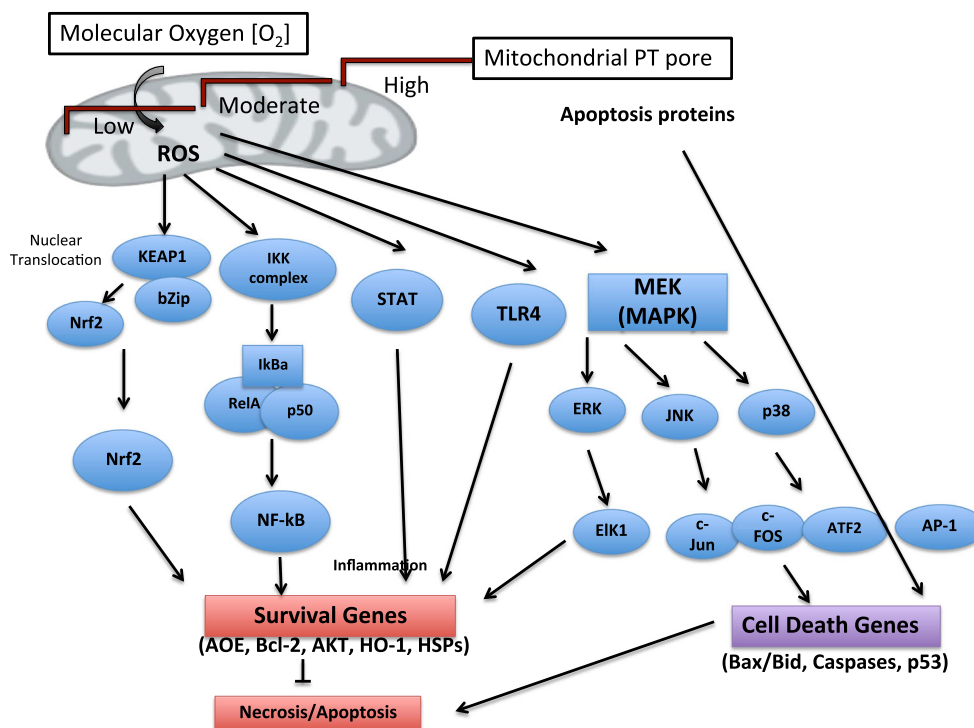 Molecular Oxygen [O₂]
Mitochondrial PT pore
High
Moderate
Low
Apoptosis proteins
ROS
Nuclear
Translocation
KEAP1
bZip
Nrf2
IKK
complex
STAT
TLR4
MEK
(MAPK)
IkBa
RelA
p50
ERK
JNK
p38
Nrf2
NF-kB
ElK1
c-
Jun
c-
FOS
ATF2
AP-1
Inflammation
Survival Genes
(AOE, Bcl-2, AKT, HO-1, HSPs)
Cell Death Genes
(Bax/Bid, Caspases, p53)
Necrosis/Apoptosis